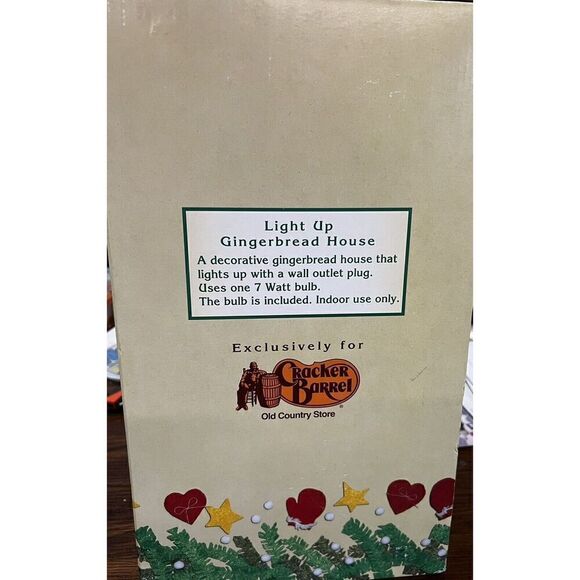 Light Up
Gingerbread House
A decorative gingerbread house that
lights up with a wall outlet plug.
Uses one 7 Watt bulb.
The bulb is included. Indoor use only.
Exclusively for
Cracker
Barrel
®
Old Country Store